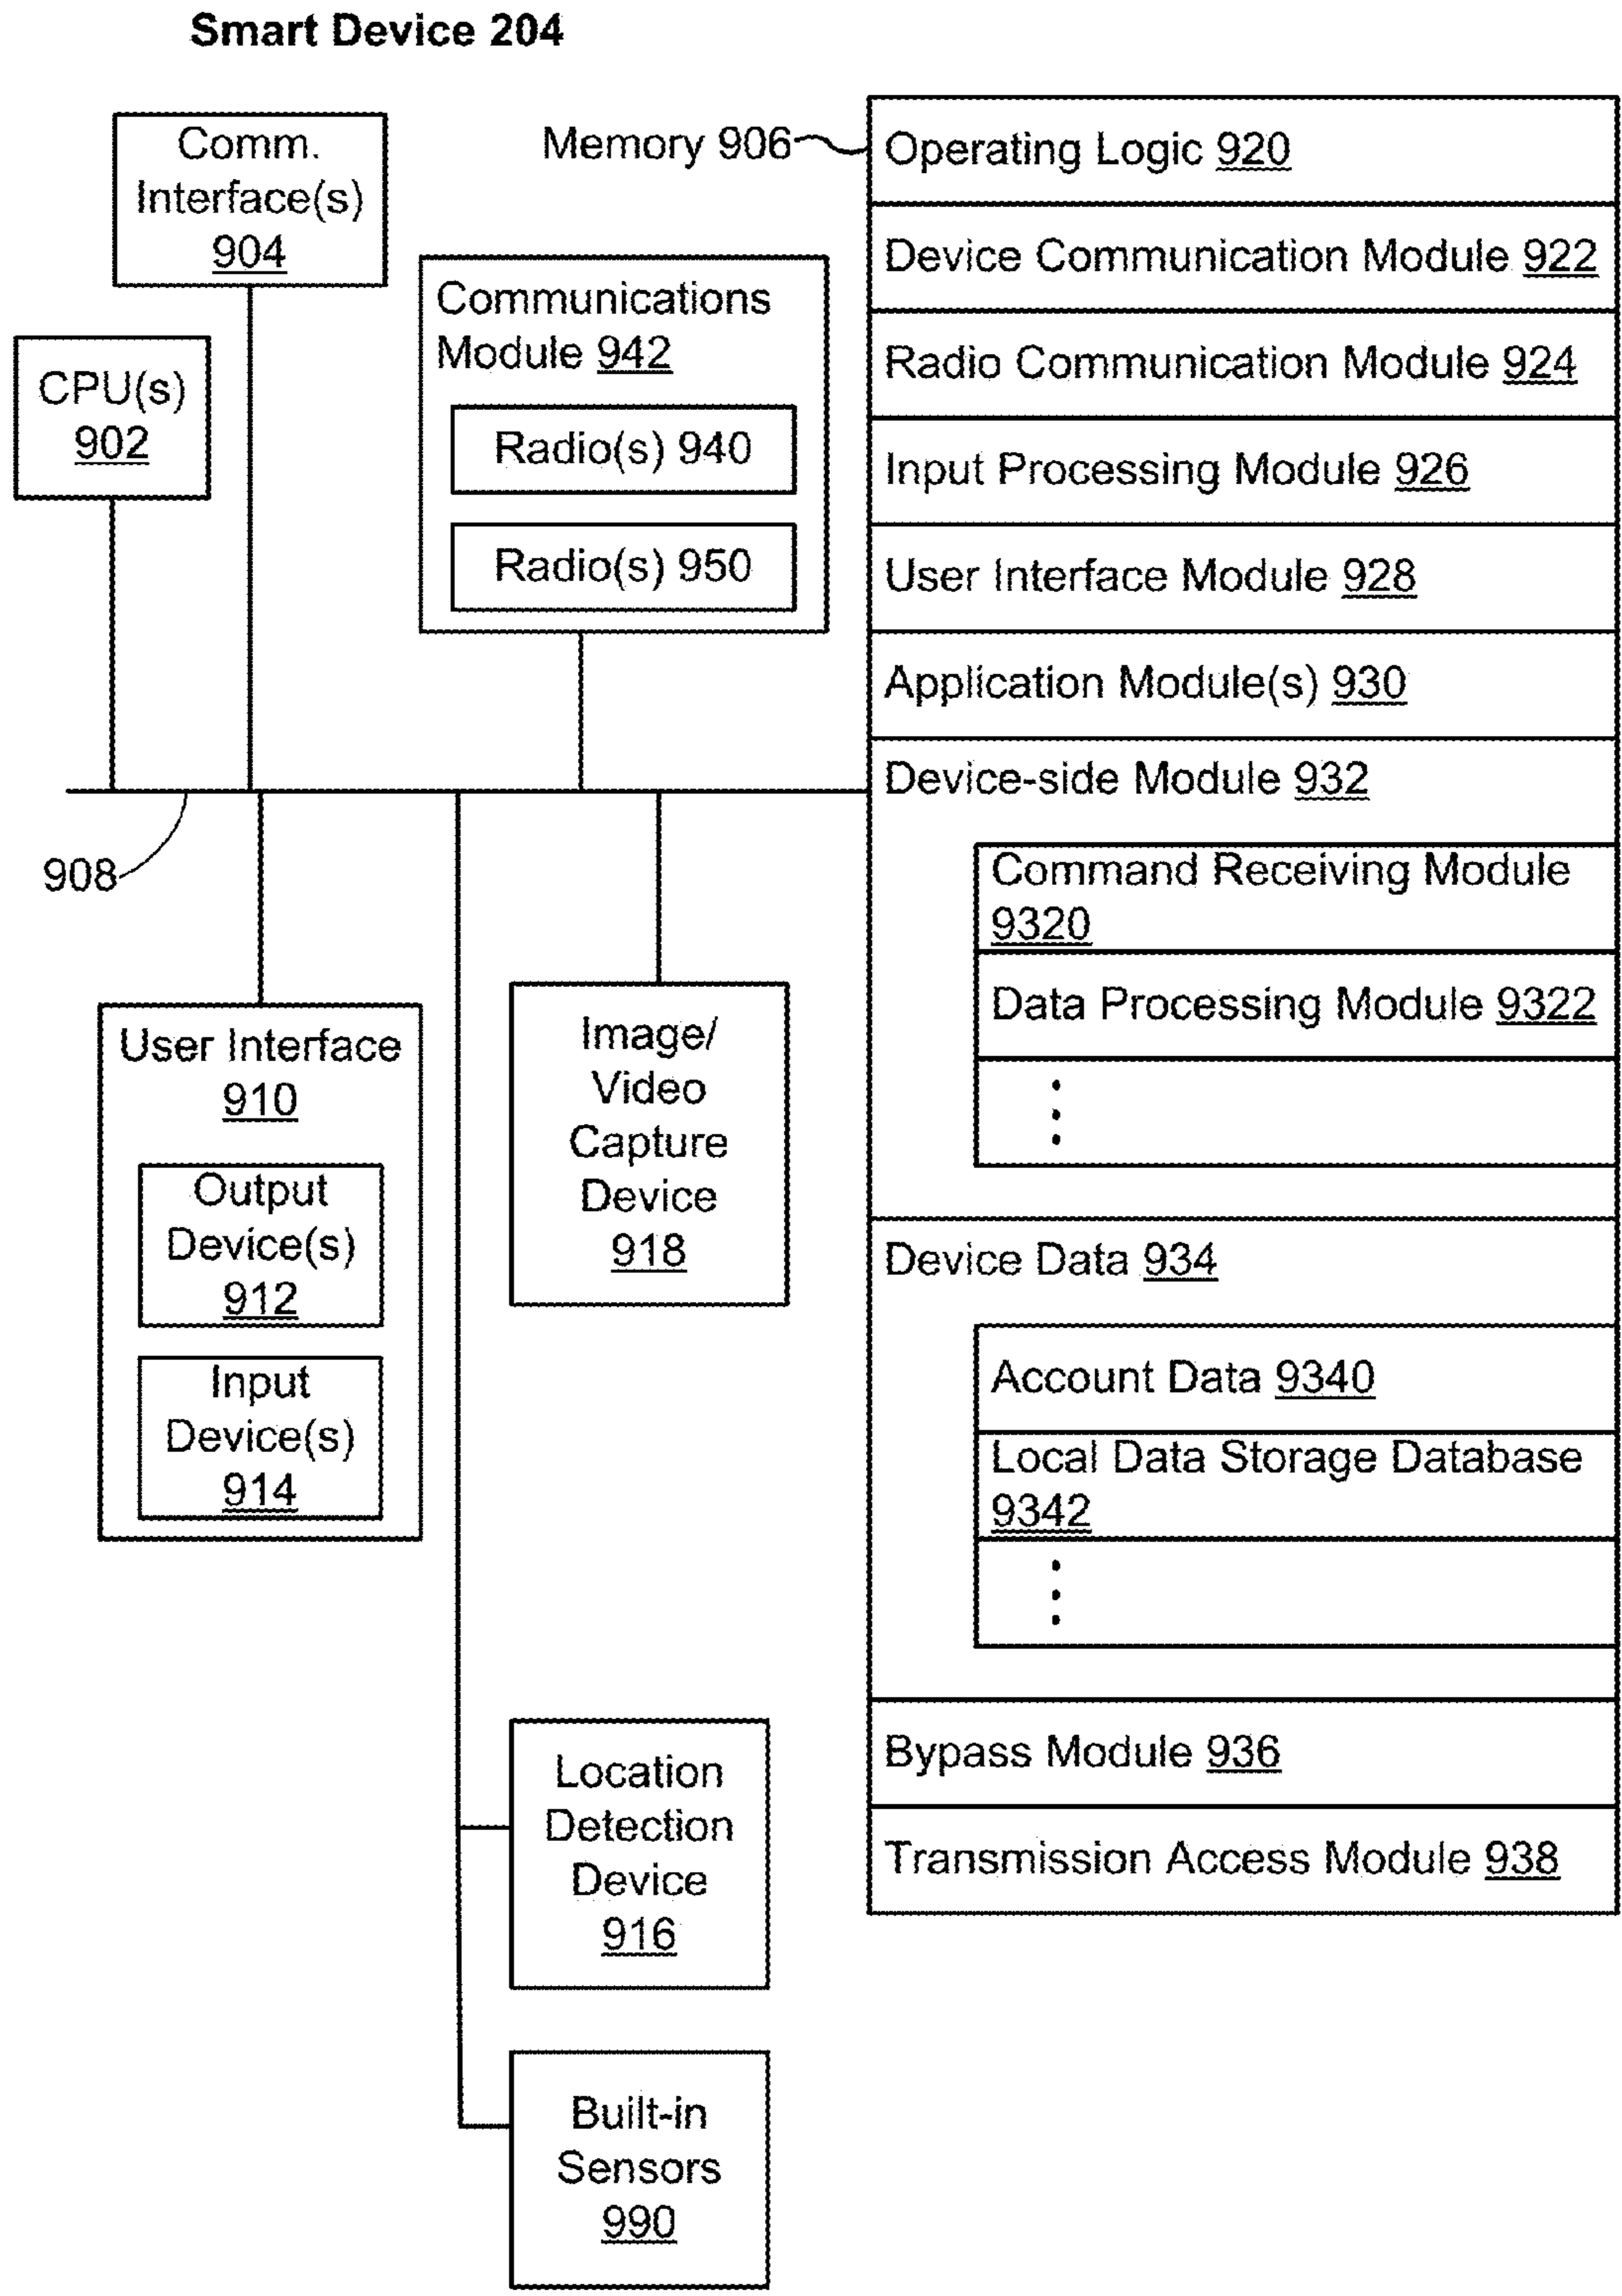 Smart Device 204
Comm.
Interface(s)
904
CPU(s)
902
Communications
Module 942
Radio(s) 940
Radio(s) 950
908
User Interface
910
Output
Device(s)
912
Input
Device(s)
914
Image/
Video
Capture
Device
918
Location
Detection
Device
916
Built-in
Sensors
990
Memory 906
Operating Logic 920
Device Communication Module 922
Radio Communication Module 924
Input Processing Module 926
User Interface Module 928
Application Module(s) 930
Device-side Module 932
Command Receiving Module
9320
Data Processing Module 9322
Device Data 934
Account Data 9340
Local Data Storage Database
9342
Bypass Module 936
Transmission Access Module 938